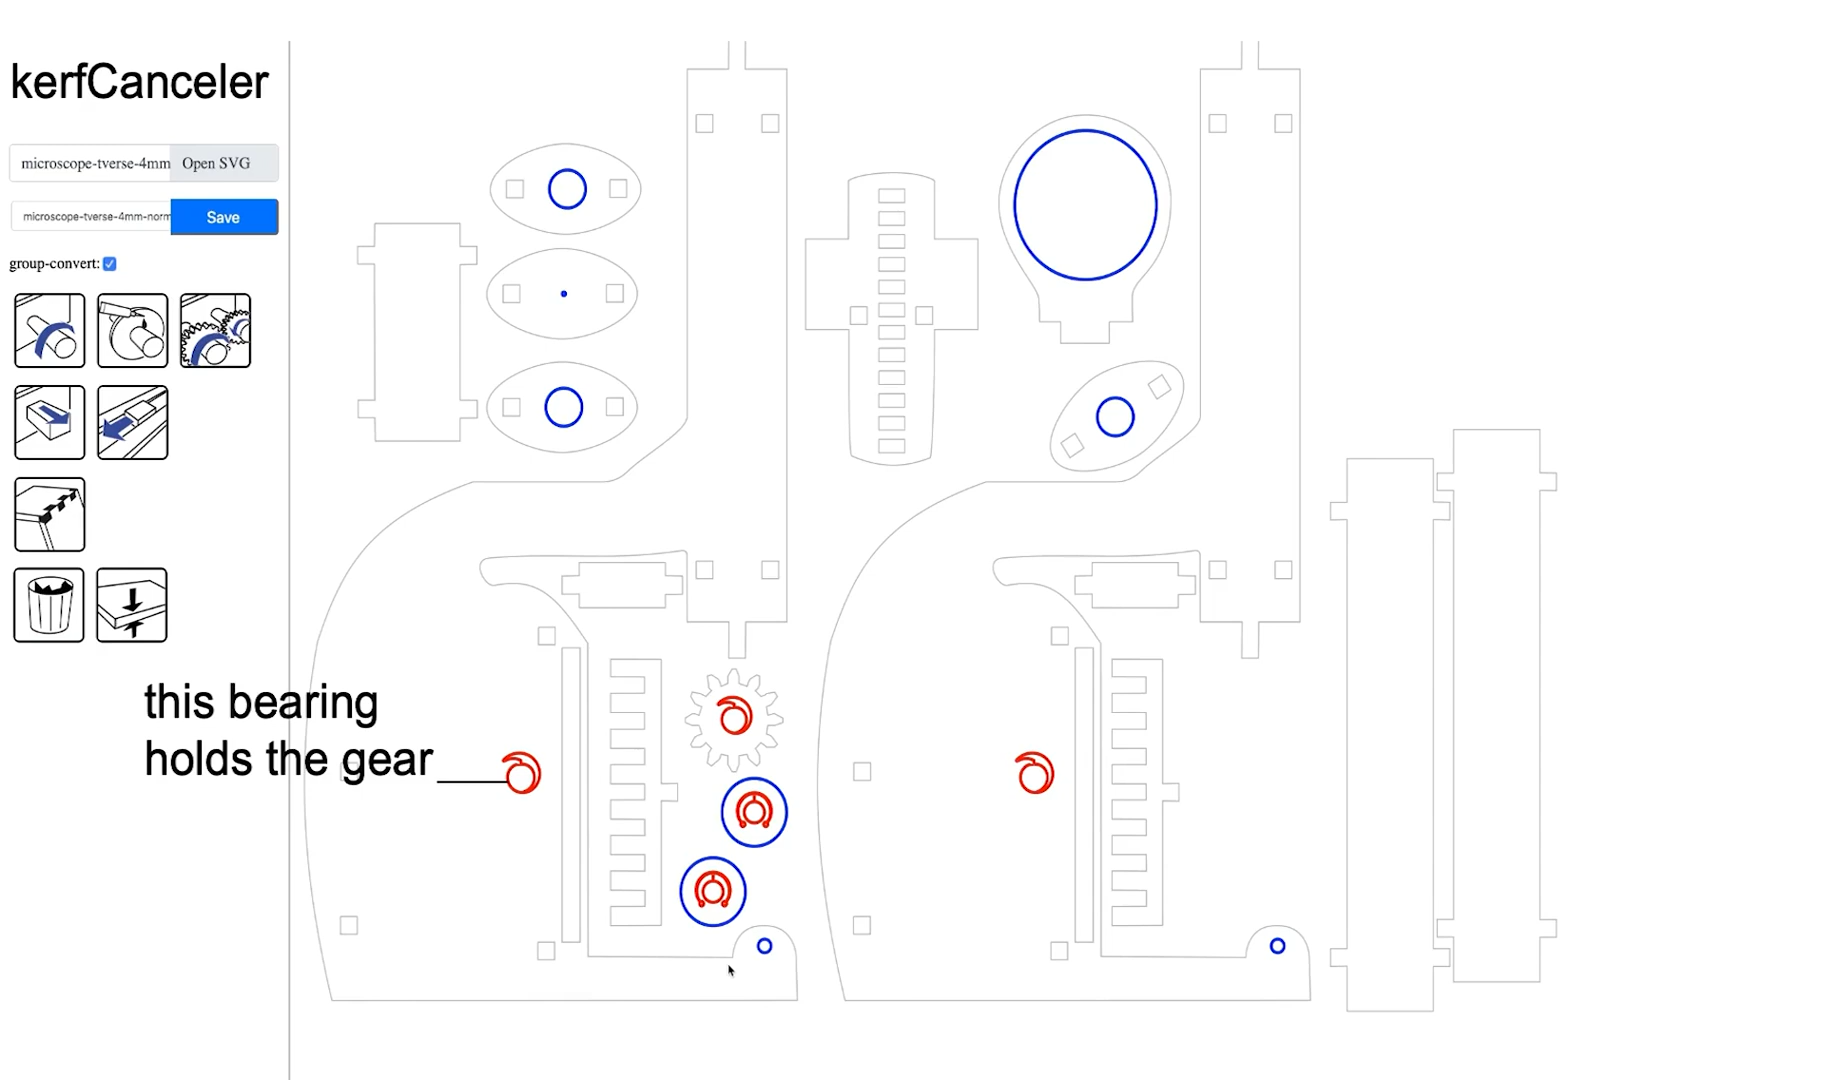 kerfCanceler
microscope-tverse-4mm Open SVG
microscope-tverse-4mm-norm Save
group-convert:
this bearing
holds the gear